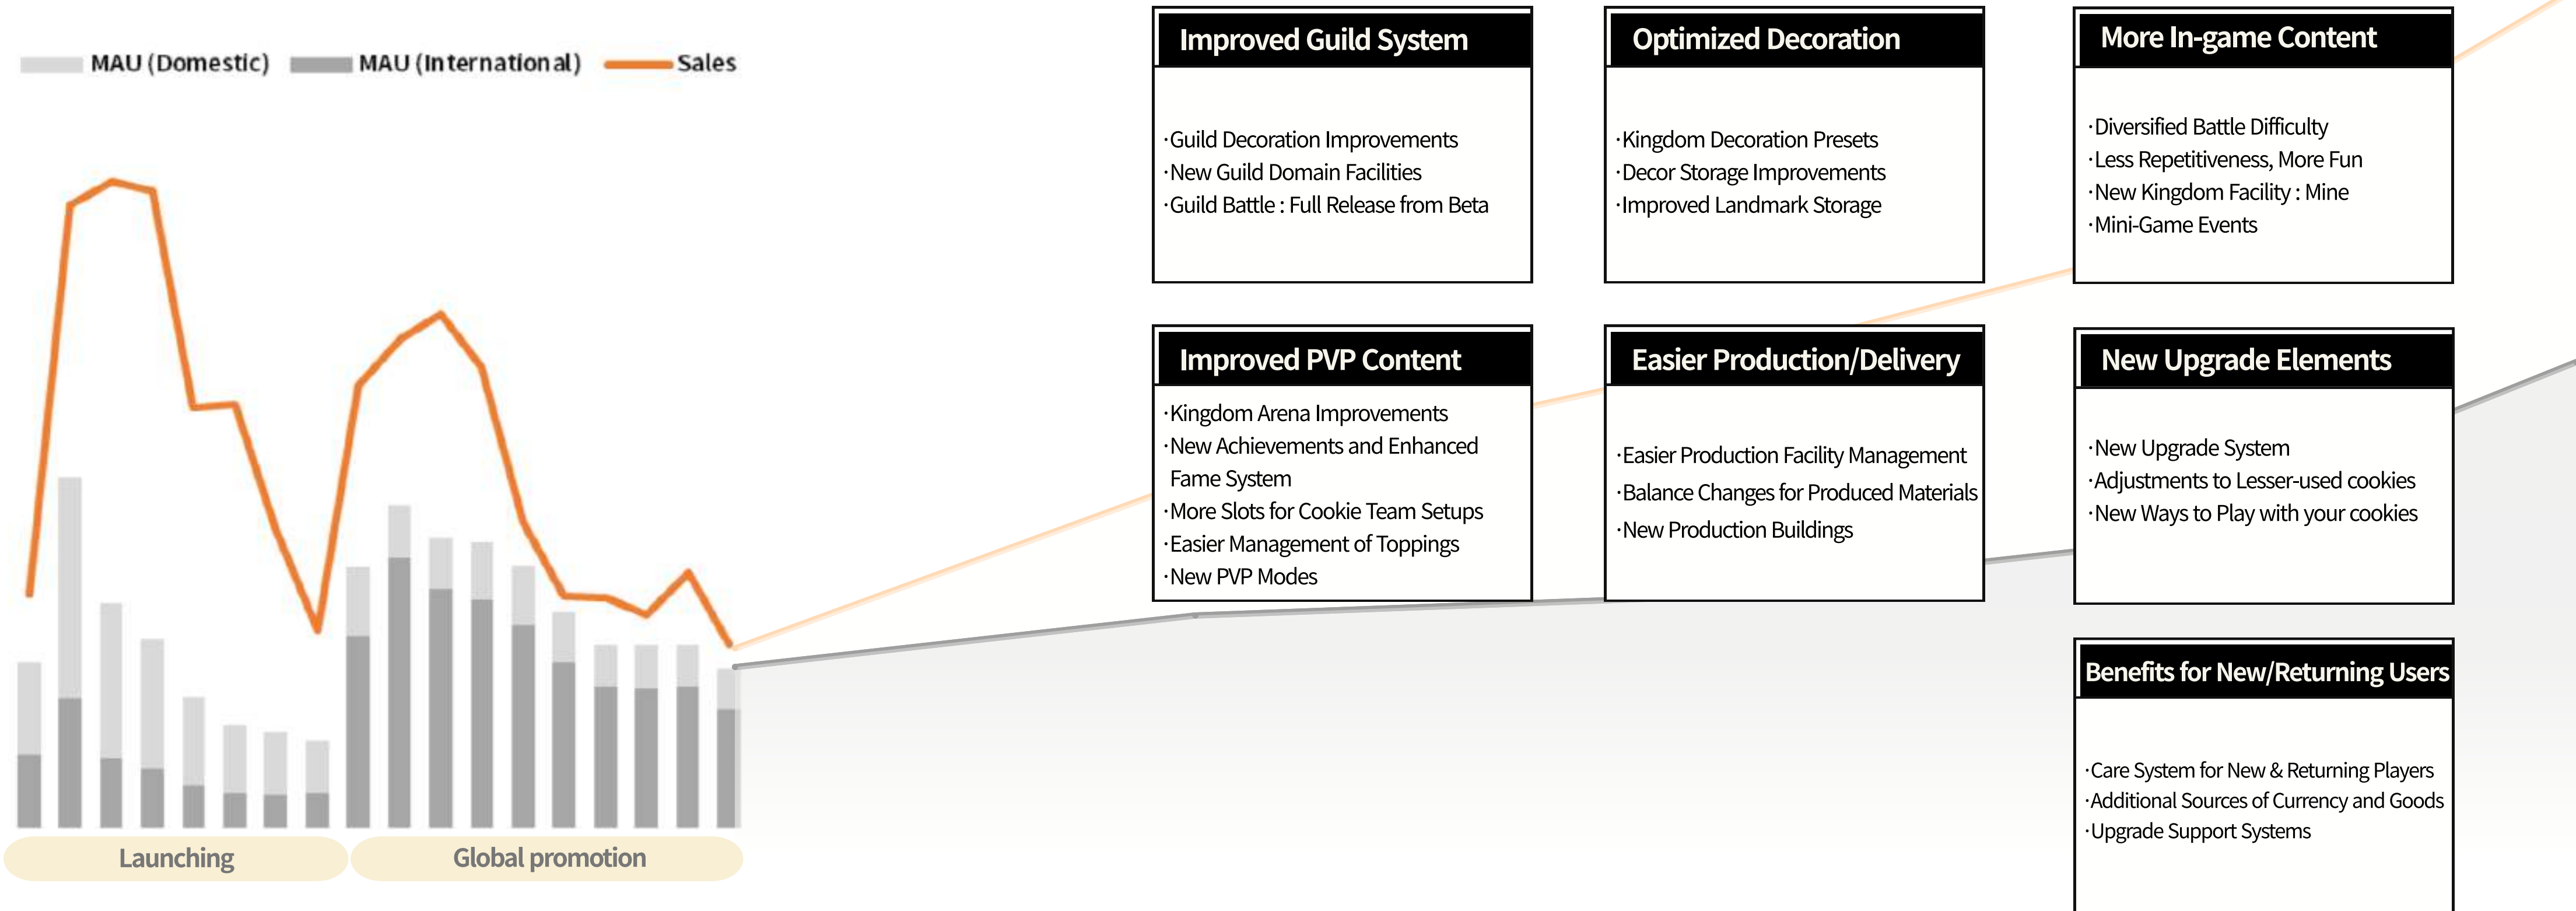 MAU (Domestic)
MAU (International)
Sales
Launching
Global promotion
Improved Guild System
·Guild Decoration Improvements
·New Guild Domain Facilities
·Guild Battle : Full Release from Beta
Optimized Decoration
·Kingdom Decoration Presets
·Decor Storage Improvements
·Improved Landmark Storage
More In-game Content
·Diversified Battle Difficulty
·Less Repetitiveness, More Fun
·New Kingdom Facility : Mine
·Mini-Game Events
Improved PVP Content
·Kingdom Arena Improvements
·New Achievements and Enhanced
Fame System
·More Slots for Cookie Team Setups
·Easier Management of Toppings
·New PVP Modes
Easier Production/Delivery
·Easier Production Facility Management
·Balance Changes for Produced Materials
·New Production Buildings
New Upgrade Elements
·New Upgrade System
·Adjustments to Lesser-used cookies
·New Ways to Play with your cookies
Benefits for New/Returning Users
·Care System for New & Returning Players
·Additional Sources of Currency and Goods
·Upgrade Support Systems